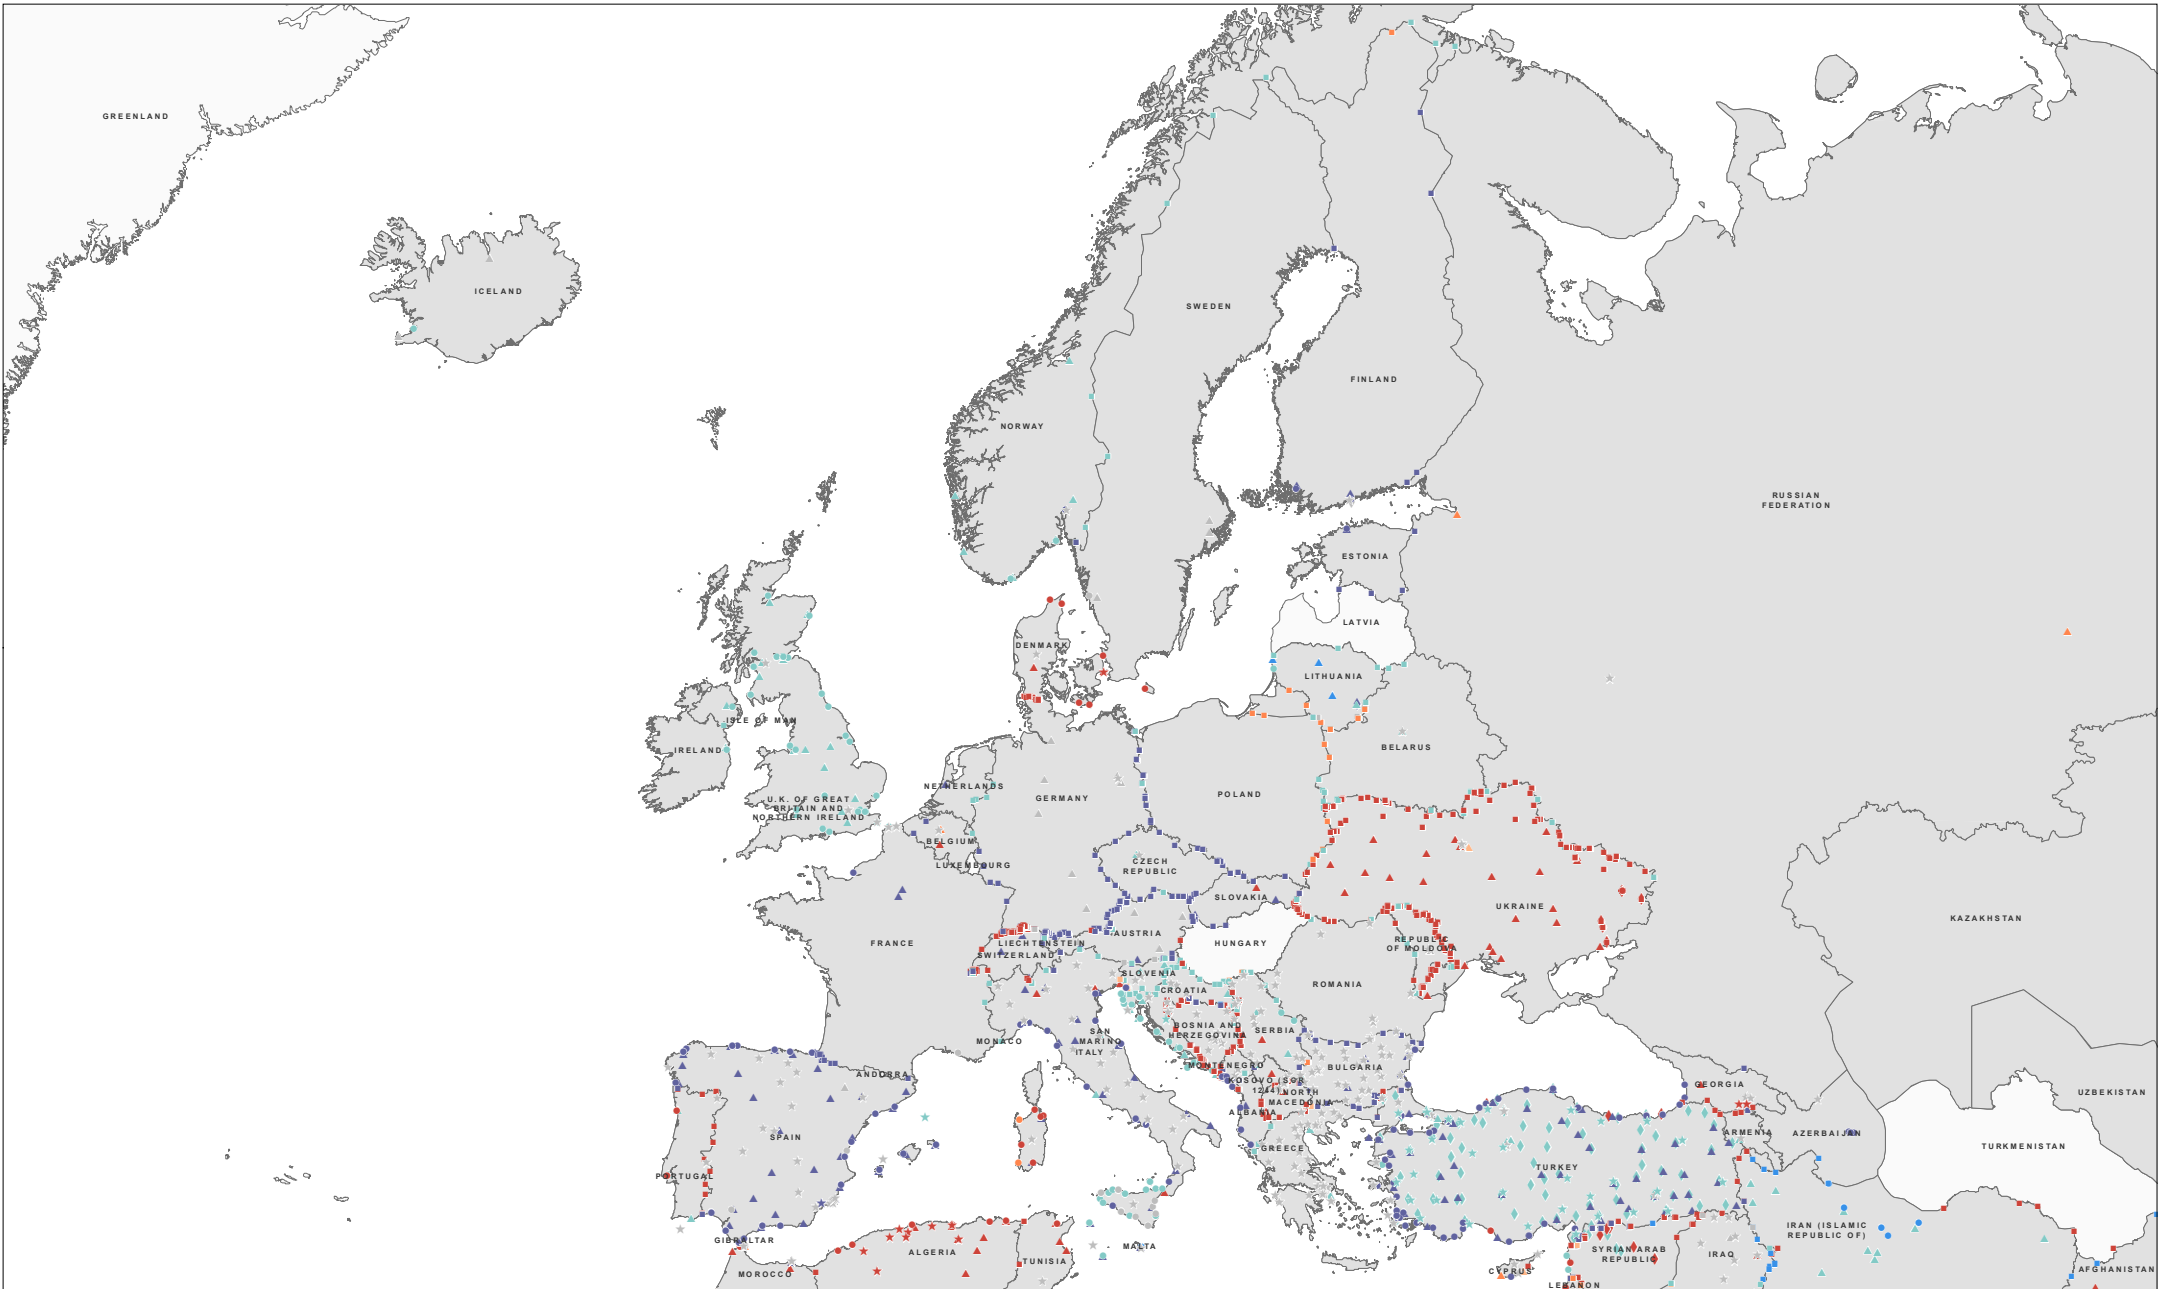 GREENLAND
ICELAND
SWEDEN
FINLAND
NORWAY
RUSSIAN
FEDERATION
ESTONIA
LATVIA
DENMARK
LITHUANIA
ISLE OF MAN
IRELAND
BELARUS
NETHERLANDS
GERMANY
POLAND
U.K. OF GREAT
BRITAIN AND
NORTHERN IRELAND
BELGIUM
LUXEMBOURG
CZECH
REPUBLIC
SLOVAKIA
UKRAINE
KAZAKHSTAN
AUSTRIA
FRANCE
LIECHTENSTEIN
HUNGARY
REPUBLIC
OF MOLDOVA
SWITZERLAND
SLOVENIA
CROATIA
ROMANIA
BOSNIA AND
HERZEGOVINA
SERBIA
SAN
MARINO
ITALY
MONACO
MONTENEGRO
BULGARIA
ANDORRA
KOSOVO (SCR
1244)
NORTH
MACEDONIA
GEORGIA
UZBEKISTAN
ALBANIA
SPAIN
ARMENIA
AZERBAIJAN
GREECE
TURKMENISTAN
PORTUGAL
TURKEY
GIBRALTAR
IRAN (ISLAMIC
REPUBLIC OF)
MALTA
ALGERIA
TUNISIA
SYRIAN ARAB
REPUBLIC
IRAQ
MOROCCO
CYPRUS
AFGHANISTAN
LEBANON